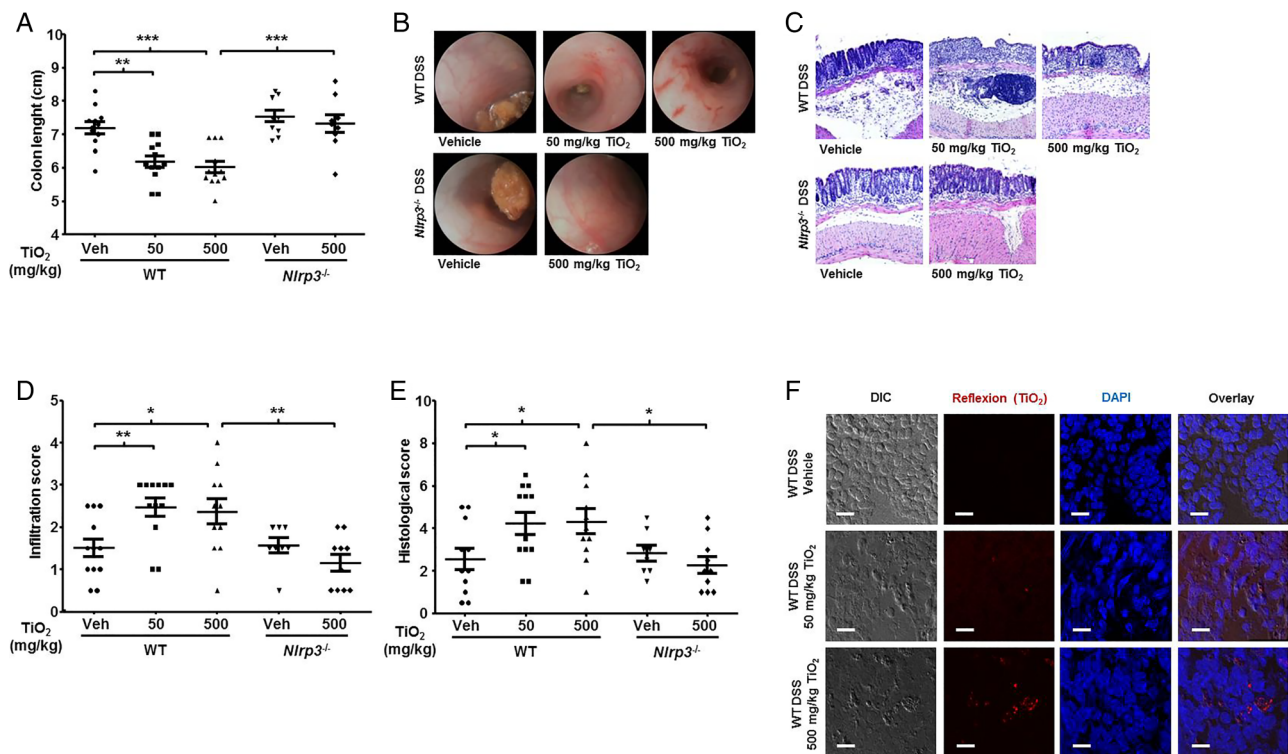 A
Colon lenght (cm)
10
9
8
7
6
5
4
***
**
***
TiO2 (mg/kg)
Veh 50 500 Veh 500
WT Nlrp3-/-
B
WT DSS
Vehicle 50 mg/kg TiO2 500 mg/kg TiO2
Nlrp3-/- DSS
Vehicle 500 mg/kg TiO2
C
WT DSS
Vehicle 50 mg/kg TiO2 500 mg/kg TiO2
Nlrp3-/- DSS
Vehicle 500 mg/kg TiO2
D
Infiltration score
5
4
3
2
1
0
*
**
**
TiO2 (mg/kg)
Veh 50 500 Veh 500
WT Nlrp3-/-
E
Histological score
10
8
6
4
2
0
*
*
*
TiO2 (mg/kg)
Veh 50 500 Veh 500
WT Nlrp3-/-
F
DIC Reflexion (TiO2) DAPI Overlay
WT DSS
Vehicle
WT DSS
50 mg/kg TiO2
WT DSS
500 mg/kg TiO2